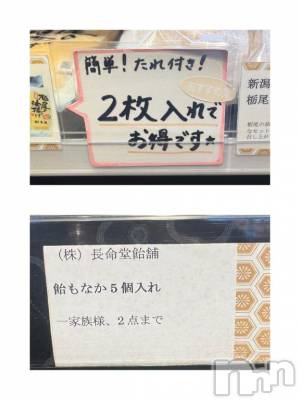 簡単！たれ付き！
2枚入れで
お得です☆
新潟
栃尾
（株）長命堂飴舗
飴もなか５個入れ
一家族様、２点まで